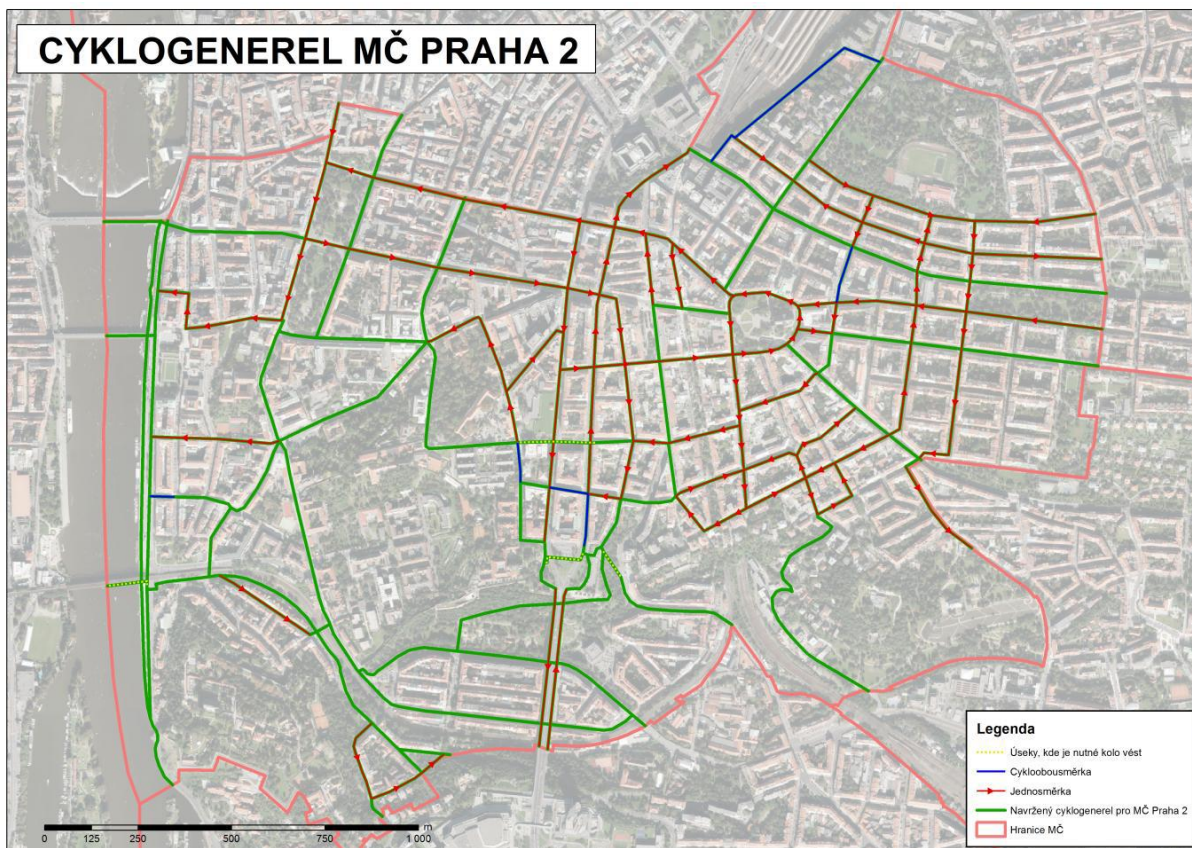 CYKLOGENEREL MČ PRAHA 2
Legenda
Úseky, kde je nutné kolo vést
Cykloobousměrka
Jednosměrka
Navržený cyklogenerel pro MČ Praha 2
Hranice MČ
m
0 125 250 500 750 1 000